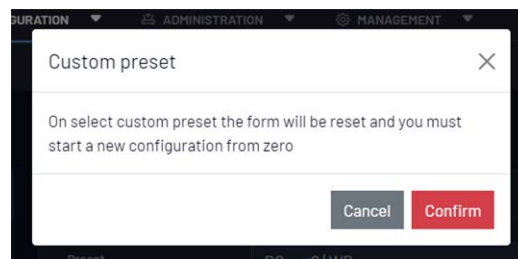 ADMINISTRATION
MANAGEMENT
Custom preset
On select custom preset the form will be reset and you must
start a new configuration from zero
Cancel
Confirm
Preset